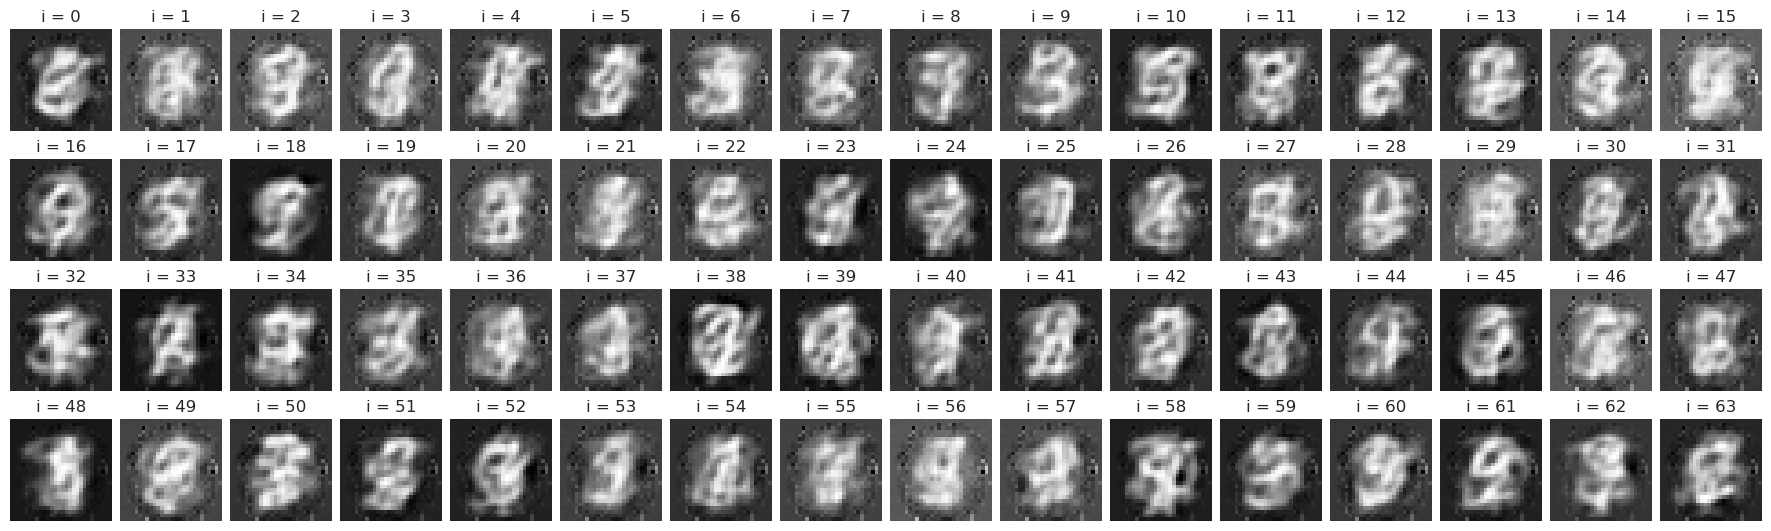 i = 0 i = 1 i = 2 i = 3 i = 4 i = 5 i = 6 i = 7 i = 8 i = 9 i = 10 i = 11 i = 12 i = 13 i = 14 i = 15
i = 16 i = 17 i = 18 i = 19 i = 20 i = 21 i = 22 i = 23 i = 24 i = 25 i = 26 i = 27 i = 28 i = 29 i = 30 i = 31
i = 32 i = 33 i = 34 i = 35 i = 36 i = 37 i = 38 i = 39 i = 40 i = 41 i = 42 i = 43 i = 44 i = 45 i = 46 i = 47
i = 48 i = 49 i = 50 i = 51 i = 52 i = 53 i = 54 i = 55 i = 56 i = 57 i = 58 i = 59 i = 60 i = 61 i = 62 i = 63